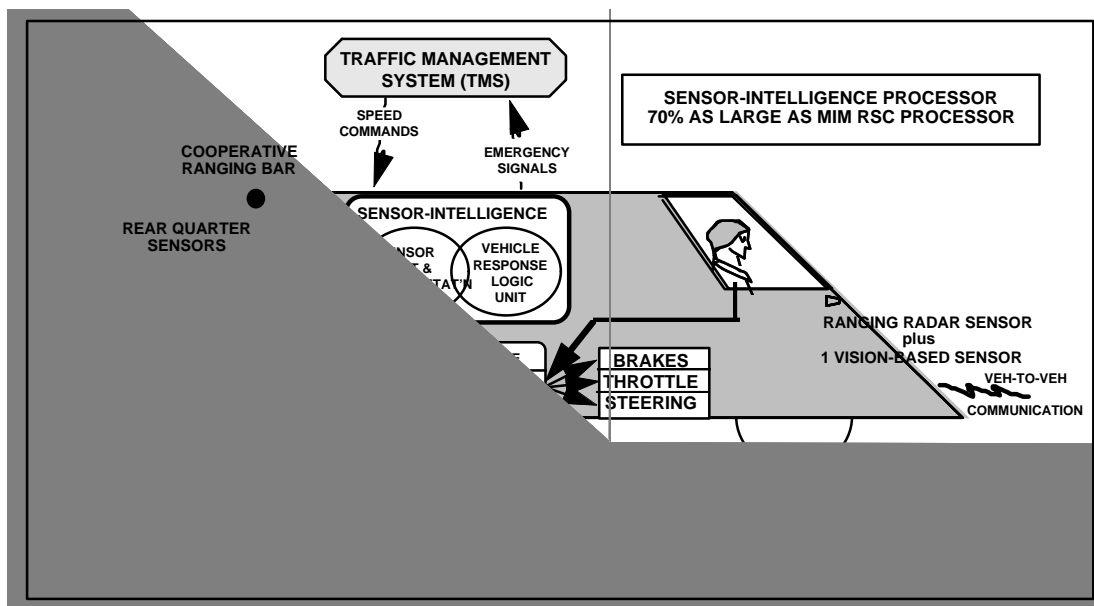 TRAFFIC MANAGEMENT
SYSTEM (TMS)
SENSOR-INTELLIGENCE PROCESSOR
70% AS LARGE AS MIM RSC PROCESSOR
SPEED
COMMANDS
EMERGENCY
SIGNALS
COOPERATIVE
RANGING BAR
REAR QUARTER
SENSORS
SENSOR-INTELLIGENCE
VEHICLE
RESPONSE
LOGIC
UNIT
&
RANGING RADAR SENSOR
plus
1 VISION-BASED SENSOR
BRAKES
THROTTLE
STEERING
VEH-TO-VEH
COMMUNICATION